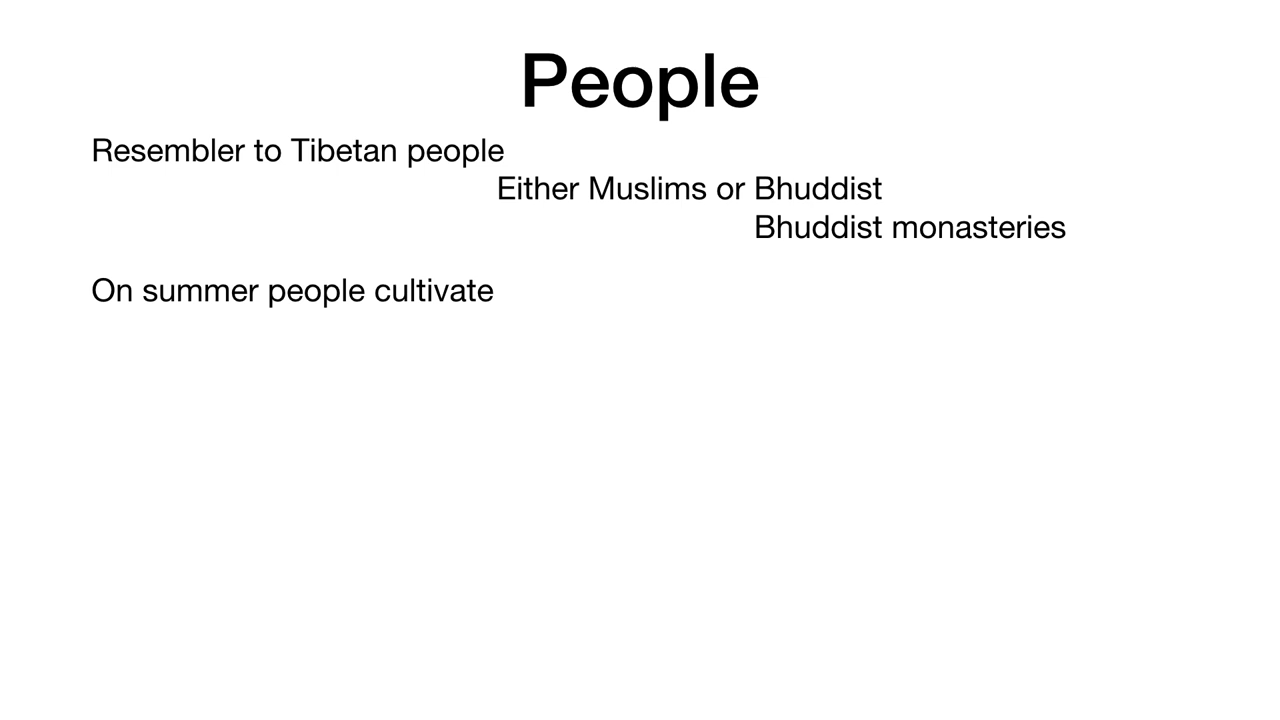 People
Resembler to Tibetan people
Either Muslims or Bhuddist
Bhuddist monasteries
On summer people cultivate